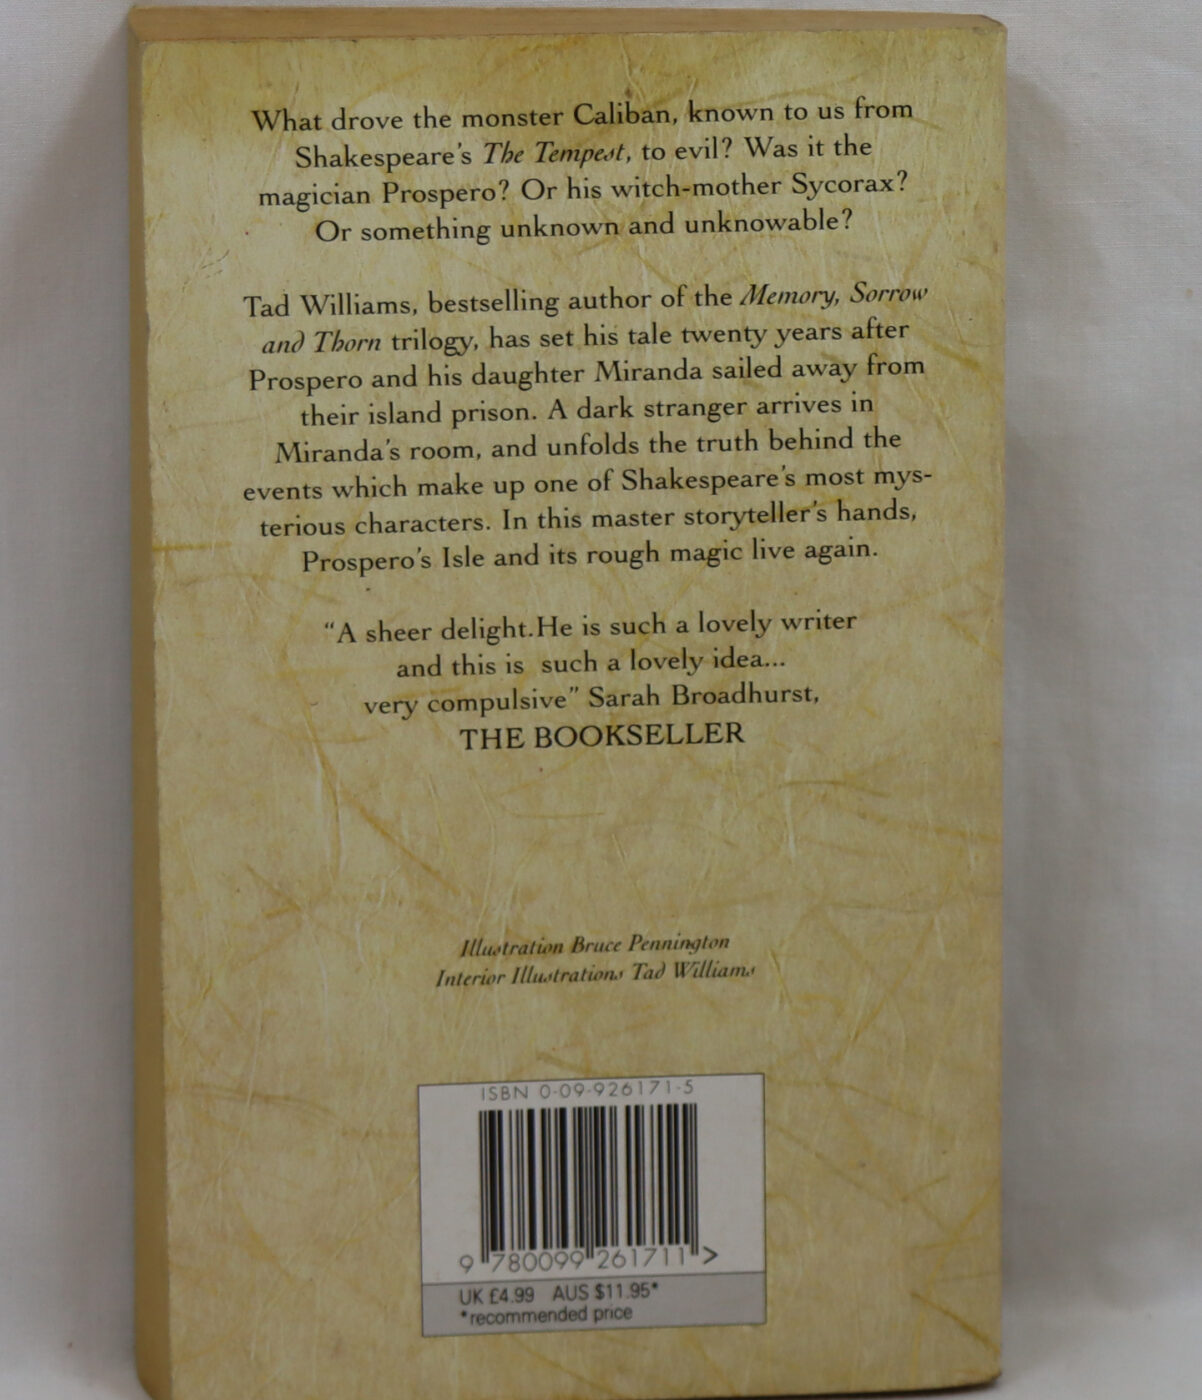 What drove the monster Caliban, known to us from
Shakespeare's The Tempest, to evil? Was it the
magician Prospero? Or his witch-mother Sycorax?
Or something unknown and unknowable?
Tad Williams, bestselling author of the Memory, Sorrow
and Thorn trilogy, has set his tale twenty years after
Prospero and his daughter Miranda sailed away from
their island prison. A dark stranger arrives in
Miranda's room, and unfolds the truth behind the
events which make up one of Shakespeare's most mys-
terious characters. In this master storyteller's hands,
Prospero's Isle and its rough magic live again.
"A sheer delight.He is such a lovely writer
and this is such a lovely idea...
very compulsive" Sarah Broadhurst,
THE BOOKSELLER
Illustration Bruce Pennington
Interior Illustrations Tad Williams
ISBN 0-09-926171-5
9 780099 261711 >
UK £4.99 AUS $11.95*
*recommended price